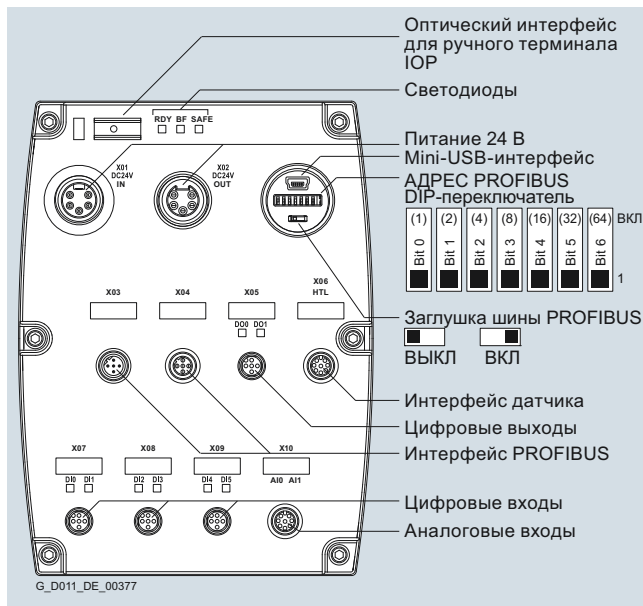 Оптический интерфейс
для ручного терминала
IOP
Светодиоды
RDY BF SAFE
Питание 24 В
Mini-USB-интерфейс
АДРЕС PROFIBUS
DIP-переключатель
X01
DC24V
IN
X02
DC24V
OUT
(1) (2) (4) (8) (16) (32) (64) ВКЛ
Bit 0 Bit 1 Bit 2 Bit 3 Bit 4 Bit 5 Bit 6
1
X03 X04 X05 X06
HTL
DO0 DO1
Заглушка шины PROFIBUS
ВЫКЛ ВКЛ
Интерфейс датчика
Цифровые выходы
Интерфейс PROFIBUS
X07 X08 X09 X10
DI0 DI1 DI2 DI3 DI4 DI5 AI0 AI1
Цифровые входы
Аналоговые входы
G_D011_DE_00377